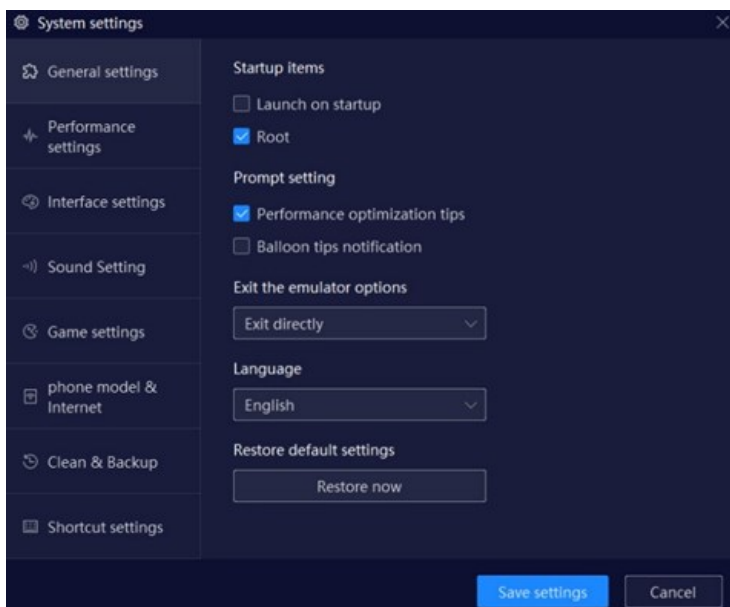 System settings
General settings
Performance
settings
Interface settings
Sound Setting
Game settings
phone model &
Internet
Clean & Backup
Shortcut settings
Startup items
Launch on startup
Root
Prompt setting
Performance optimization tips
Balloon tips notification
Exit the emulator options
Exit directly
Language
English
Restore default settings
Restore now
Save settings
Cancel